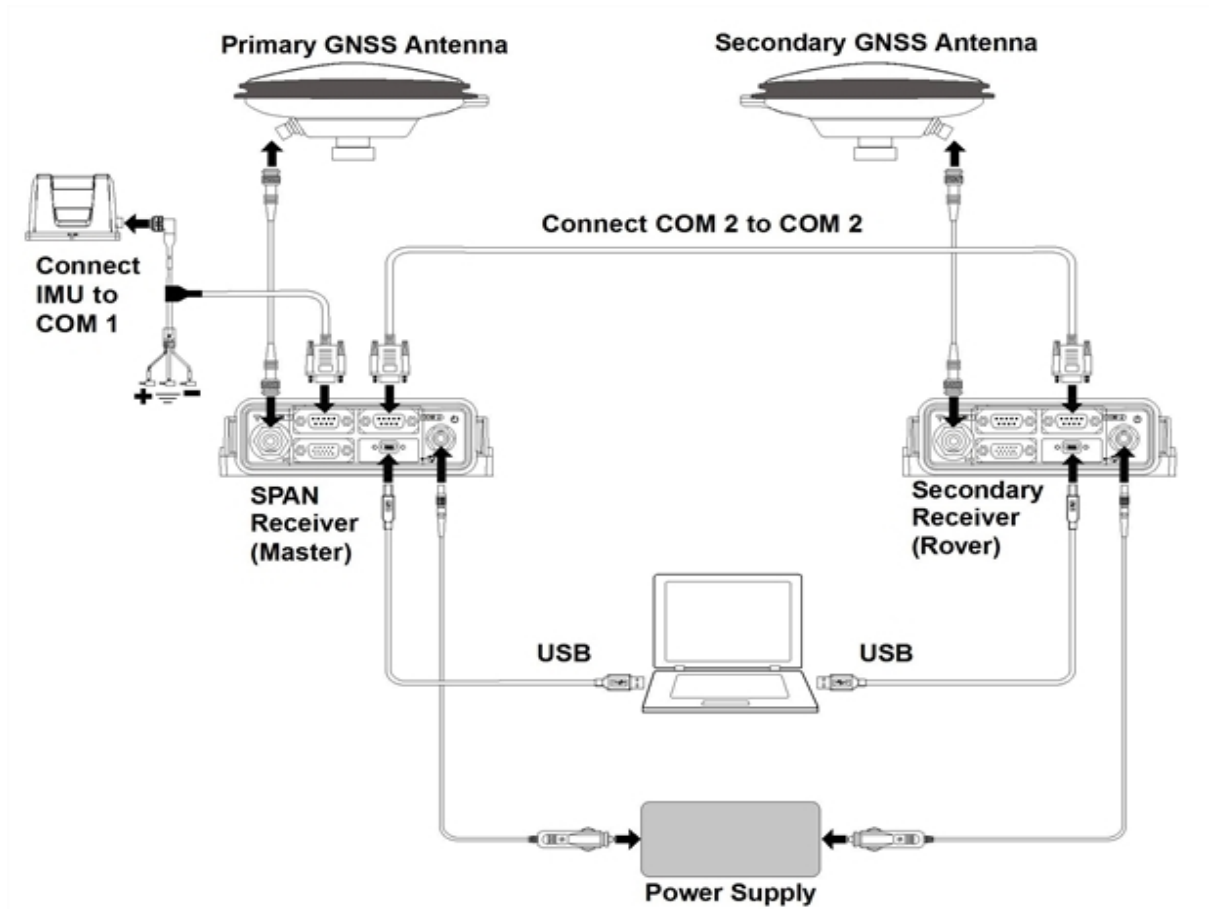 Primary GNSS Antenna
Secondary GNSS Antenna
Connect COM 2 to COM 2
Connect
IMU to
COM 1
SPAN
Receiver
(Master)
Secondary
Receiver
(Rover)
USB
USB
Power Supply